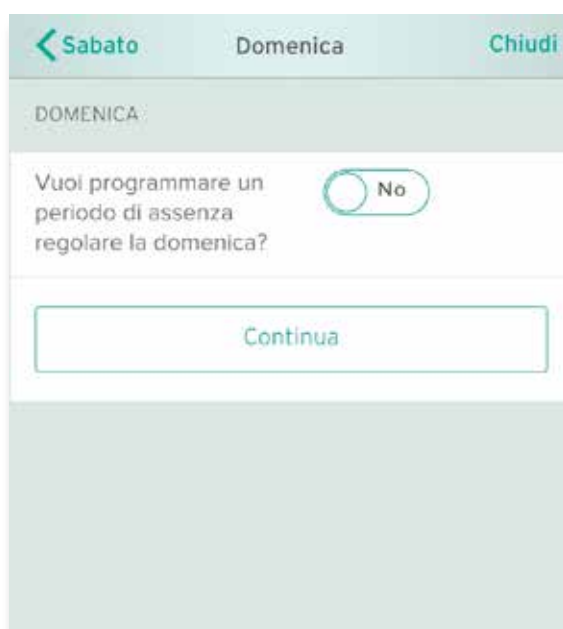 Sabato Domenica Chiudi
DOMENICA
Vuoi programmare un
periodo di assenza
regolare la domenica?
No
Continua